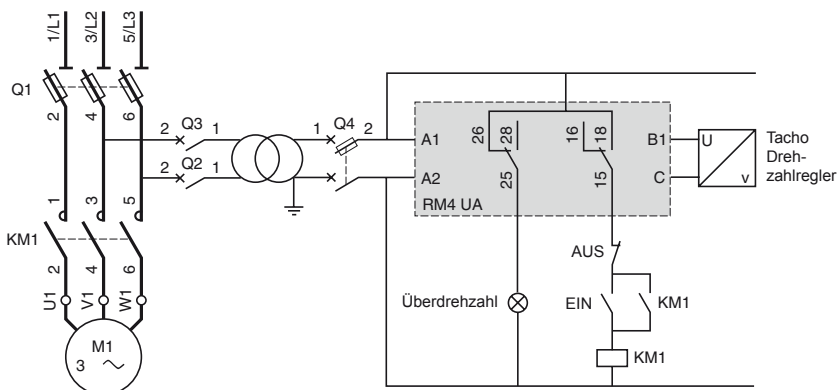 1/L1 3/L2 5/L3
Q1
2 4 6
2 Q3 1
2 Q2 1
1 Q4 2
A1
A2
26 28
25
16 18
15
B1
C
RM4 UA
U
v
Tacho
Dreh-
zahlregler
1 3 5
KM1
2 4 6
U1 V1 W1
M1
3
AUS
Überdrehzahl
EIN
KM1
KM1